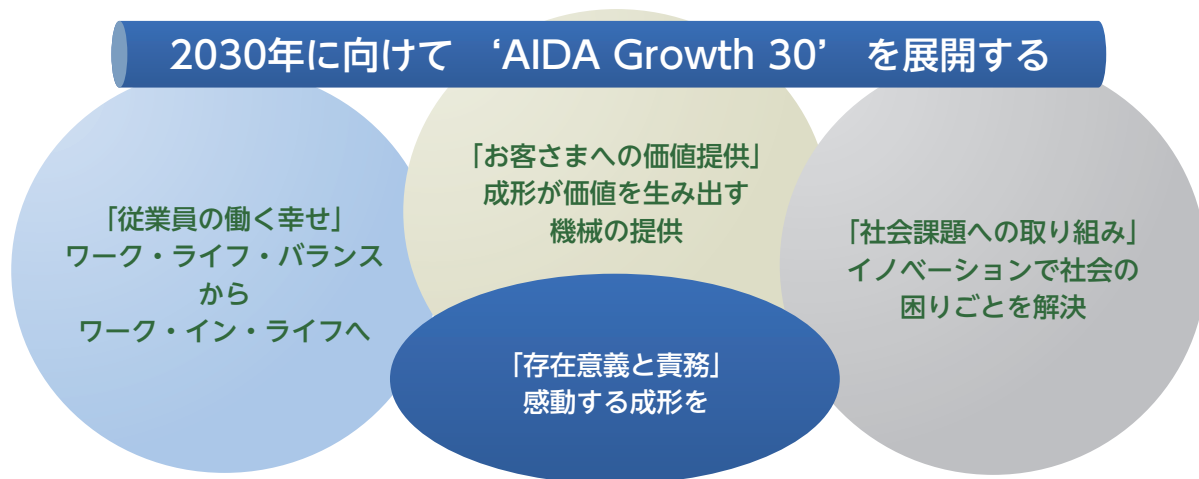 2030年に向けて ‘AIDA Growth 30’ を展開する
「従業員の働く幸せ」
ワーク・ライフ・バランス
から
ワーク・イン・ライフへ
「お客さまへの価値提供」
成形が価値を生み出す
機械の提供
「社会課題への取り組み」
イノベーションで社会の
困りごとを解決
「存在意義と責務」
感動する成形を